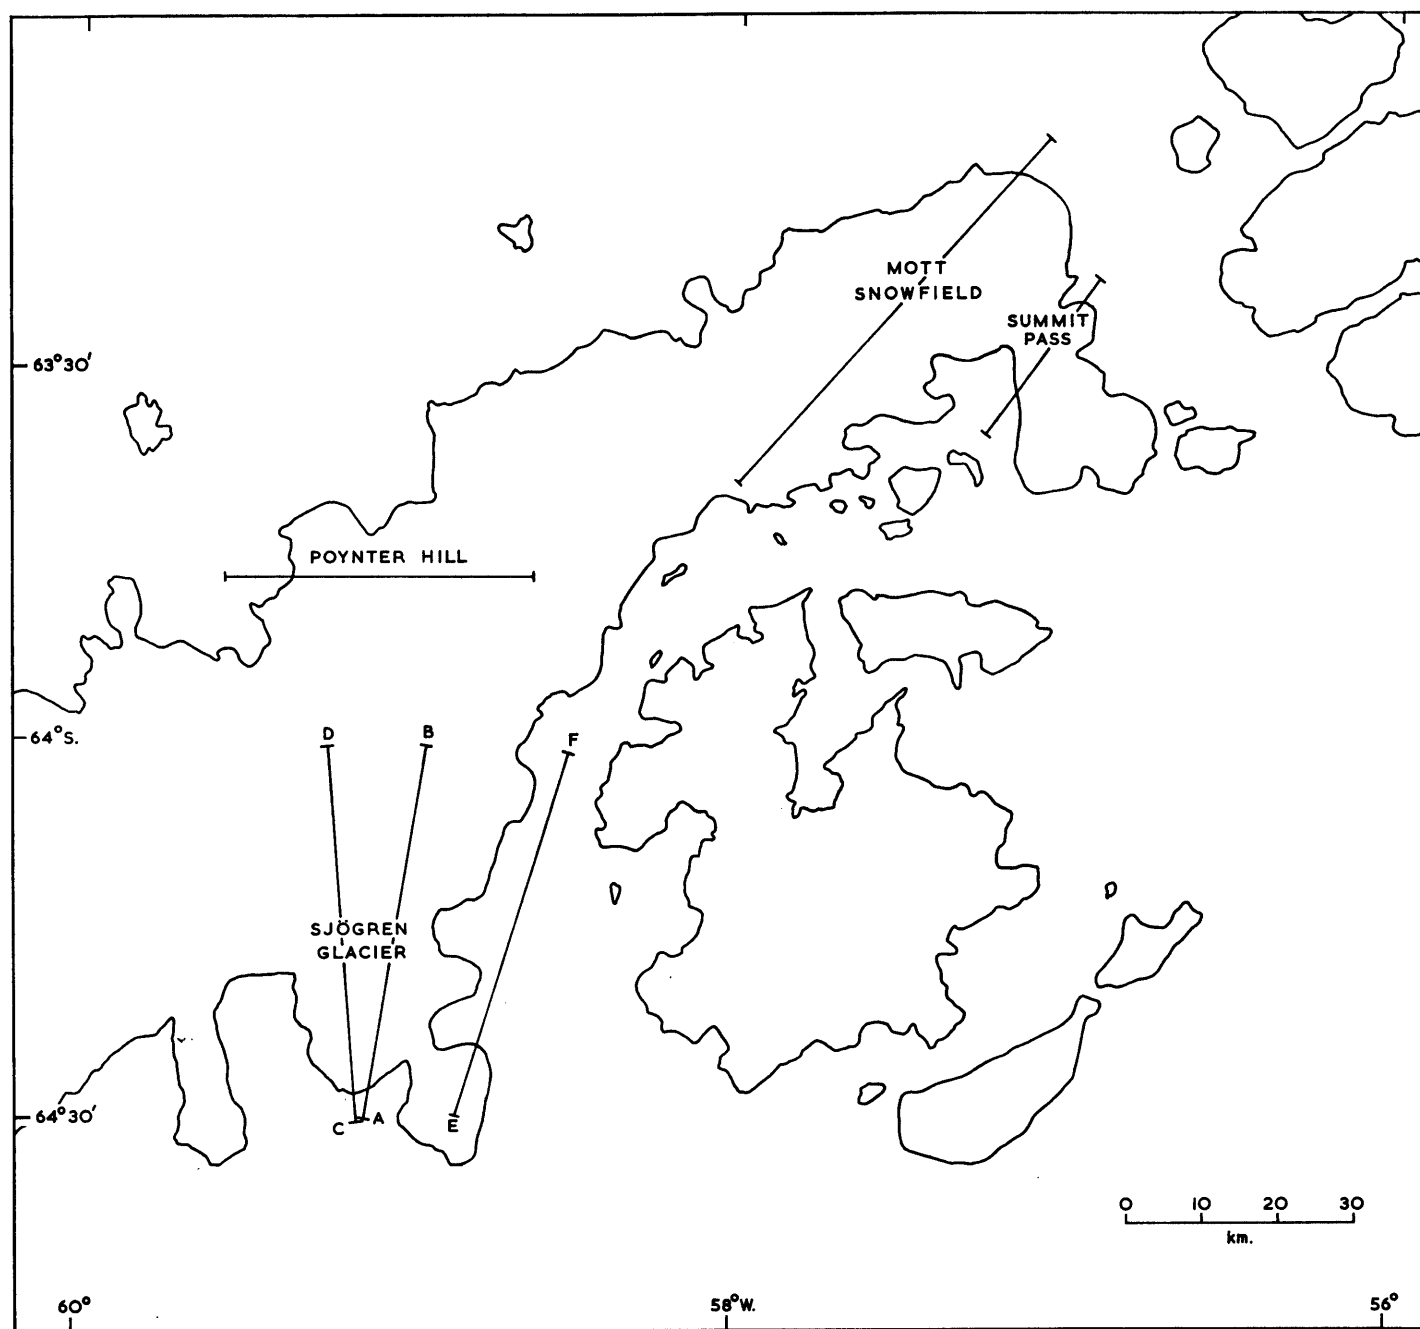 MOTT
SNOWFIELD
SUMMIT
PASS
63°30'
POYNTER HILL
64°S.
D
B
F
SJÖGREN
GLACIER
64°30'
C
A
E
0 10 20 30
km.
60°
58°W.
56°